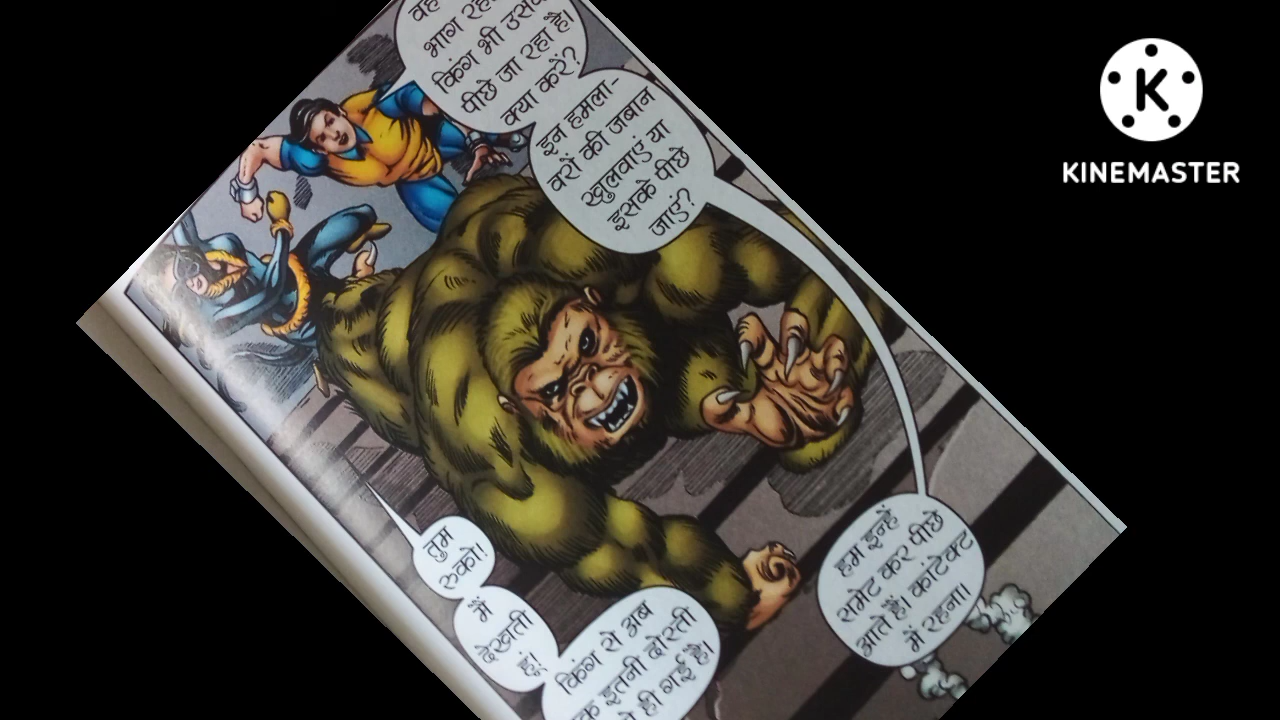 वह
भाग रहा
किंग भी उसके
पीछे जा रहा है।
क्या करें?
इन हमला-
वरों की जबान
खुलवाएं या
इसके पीछे
जाएं?
तुम
रुको!
मैं
देखती
हूं!
किंग से अब
इतनी दोस्ती
ही गई है।
हम इन्हें
समेट कर पीछे
आते हैं। कांटेक्ट
में रहना।
KINEMASTER